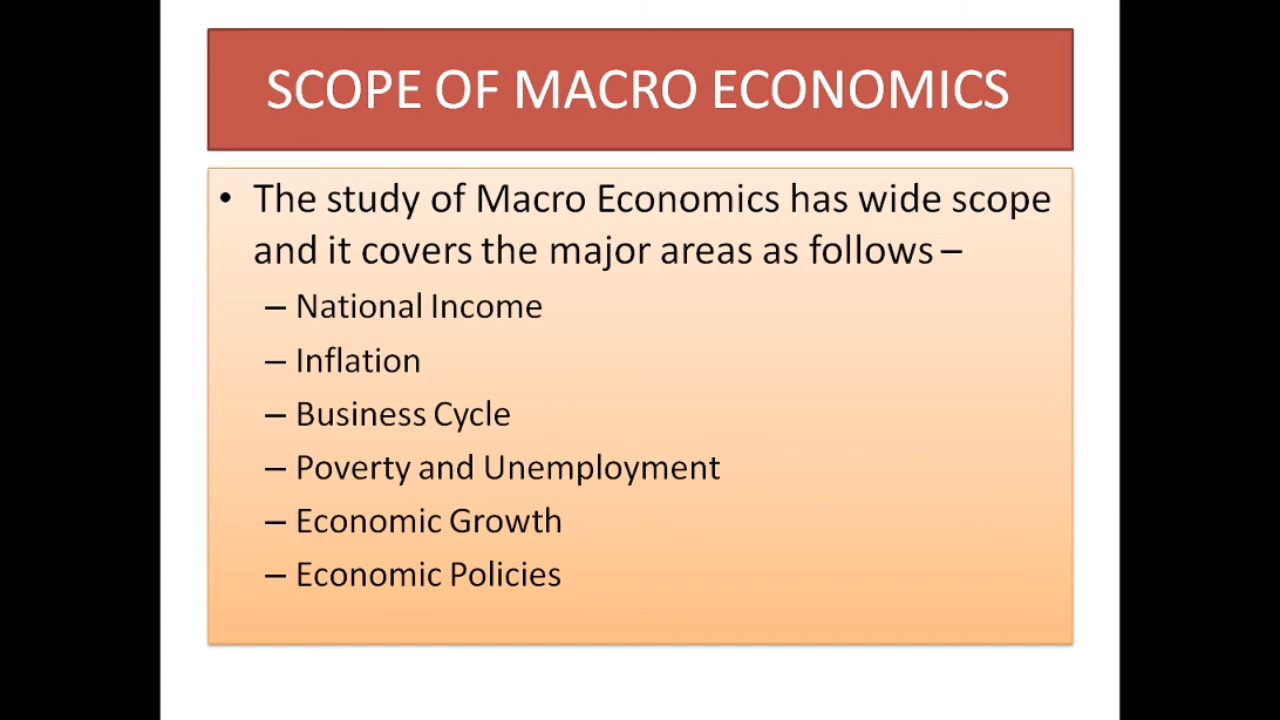 SCOPE OF MACRO ECONOMICS
• The study of Macro Economics has wide scope
and it covers the major areas as follows –
– National Income
– Inflation
– Business Cycle
– Poverty and Unemployment
– Economic Growth
– Economic Policies